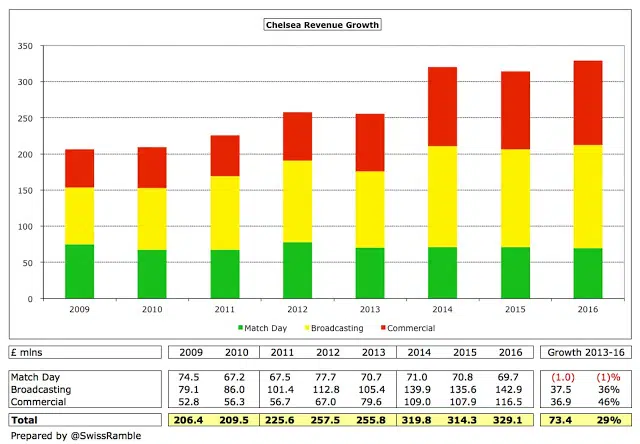 Chelsea Revenue Growth
350
300
250
200
150
100
50
0
2009 2010 2011 2012 2013 2014 2015 2016
Match Day Broadcasting Commercial
£ mlns 2009 2010 2011 2012 2013 2014 2015 2016 Growth 2013-16
Match Day 74.5 67.2 67.5 77.7 70.7 71.0 70.8 69.7 (1.0) (1)%
Broadcasting 79.1 86.0 101.4 112.8 105.4 139.9 135.6 142.9 37.5 36%
Commercial 52.8 56.3 56.7 67.0 79.6 109.0 107.9 116.5 36.9 46%
Total 206.4 209.5 225.6 257.5 255.8 319.8 314.3 329.1 73.4 29%
Prepared by @SwissRamble